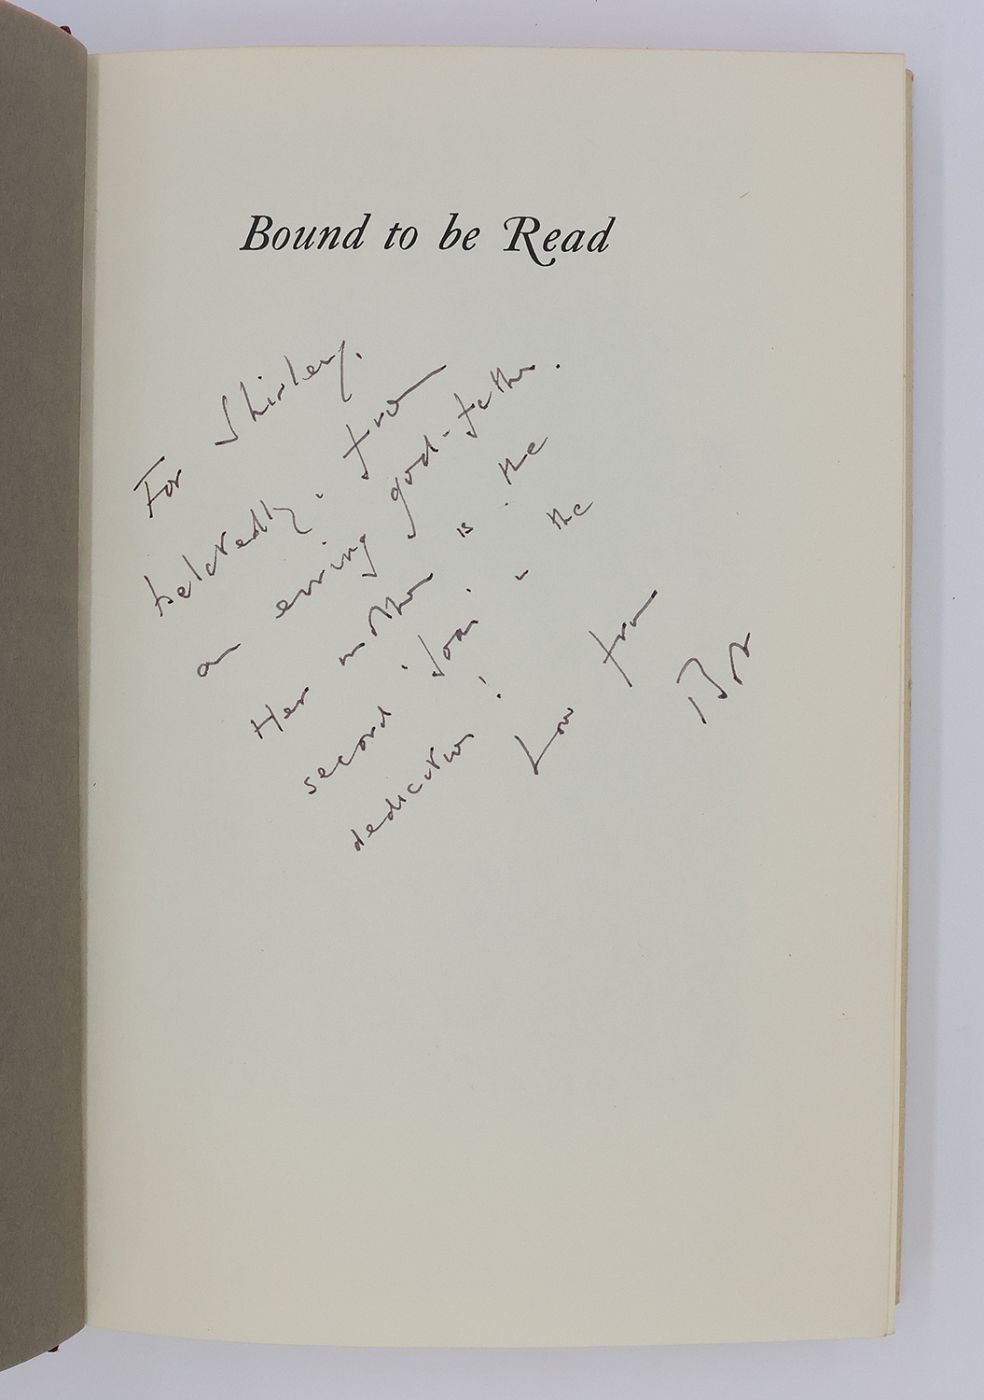 Bound to be Read
For Shirley,
belatedly, from
an erring god-father.
Her mother is the
second 'Joan' in the
dedication! Love from